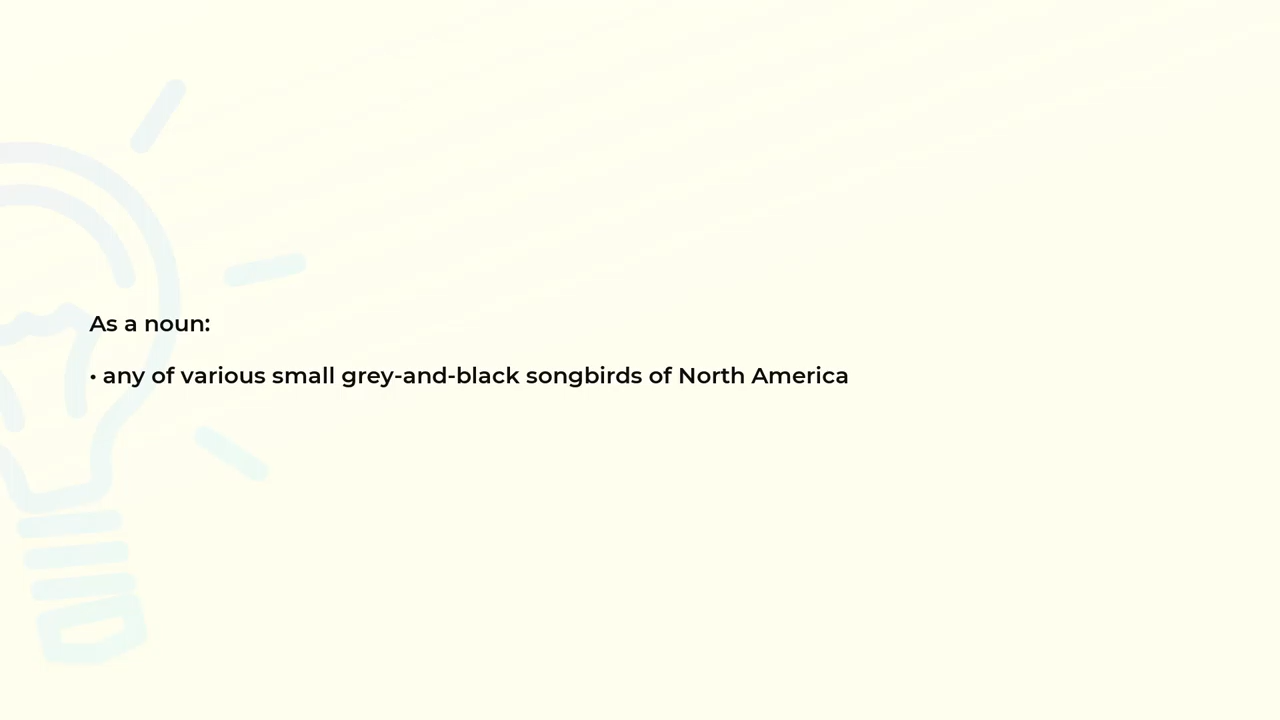 As a noun:
• any of various small grey-and-black songbirds of North America